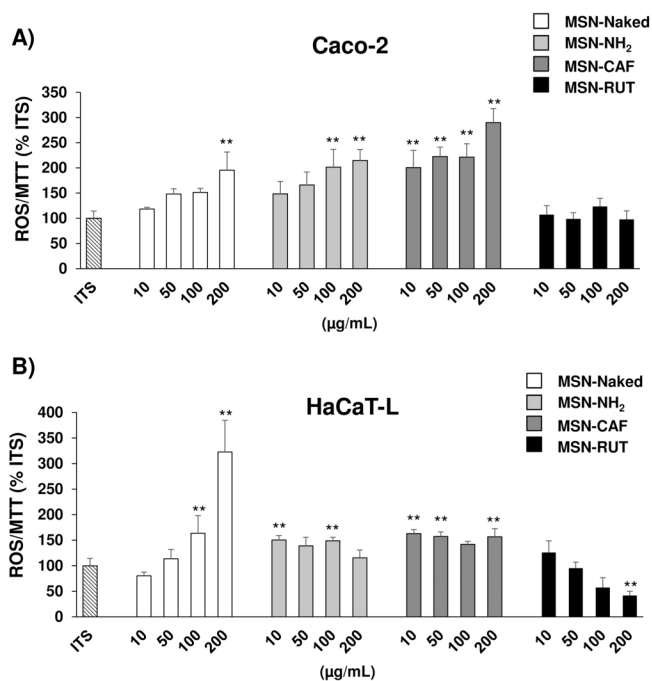 A)
Caco-2
MSN-Naked
MSN-NH2
MSN-CAF
MSN-RUT
ROS/MTT (% ITS)
350
300
250
200
150
100
50
0
** ** ** ** ** ** **
ITS 10 50 100 200 10 50 100 200 10 50 100 200 10 50 100 200
(µg/mL)
B)
HaCaT-L
MSN-Naked
MSN-NH2
MSN-CAF
MSN-RUT
ROS/MTT (% ITS)
400
350
300
250
200
150
100
50
0
** ** ** ** ** ** ** **
ITS 10 50 100 200 10 50 100 200 10 50 100 200 10 50 100 200
(µg/mL)